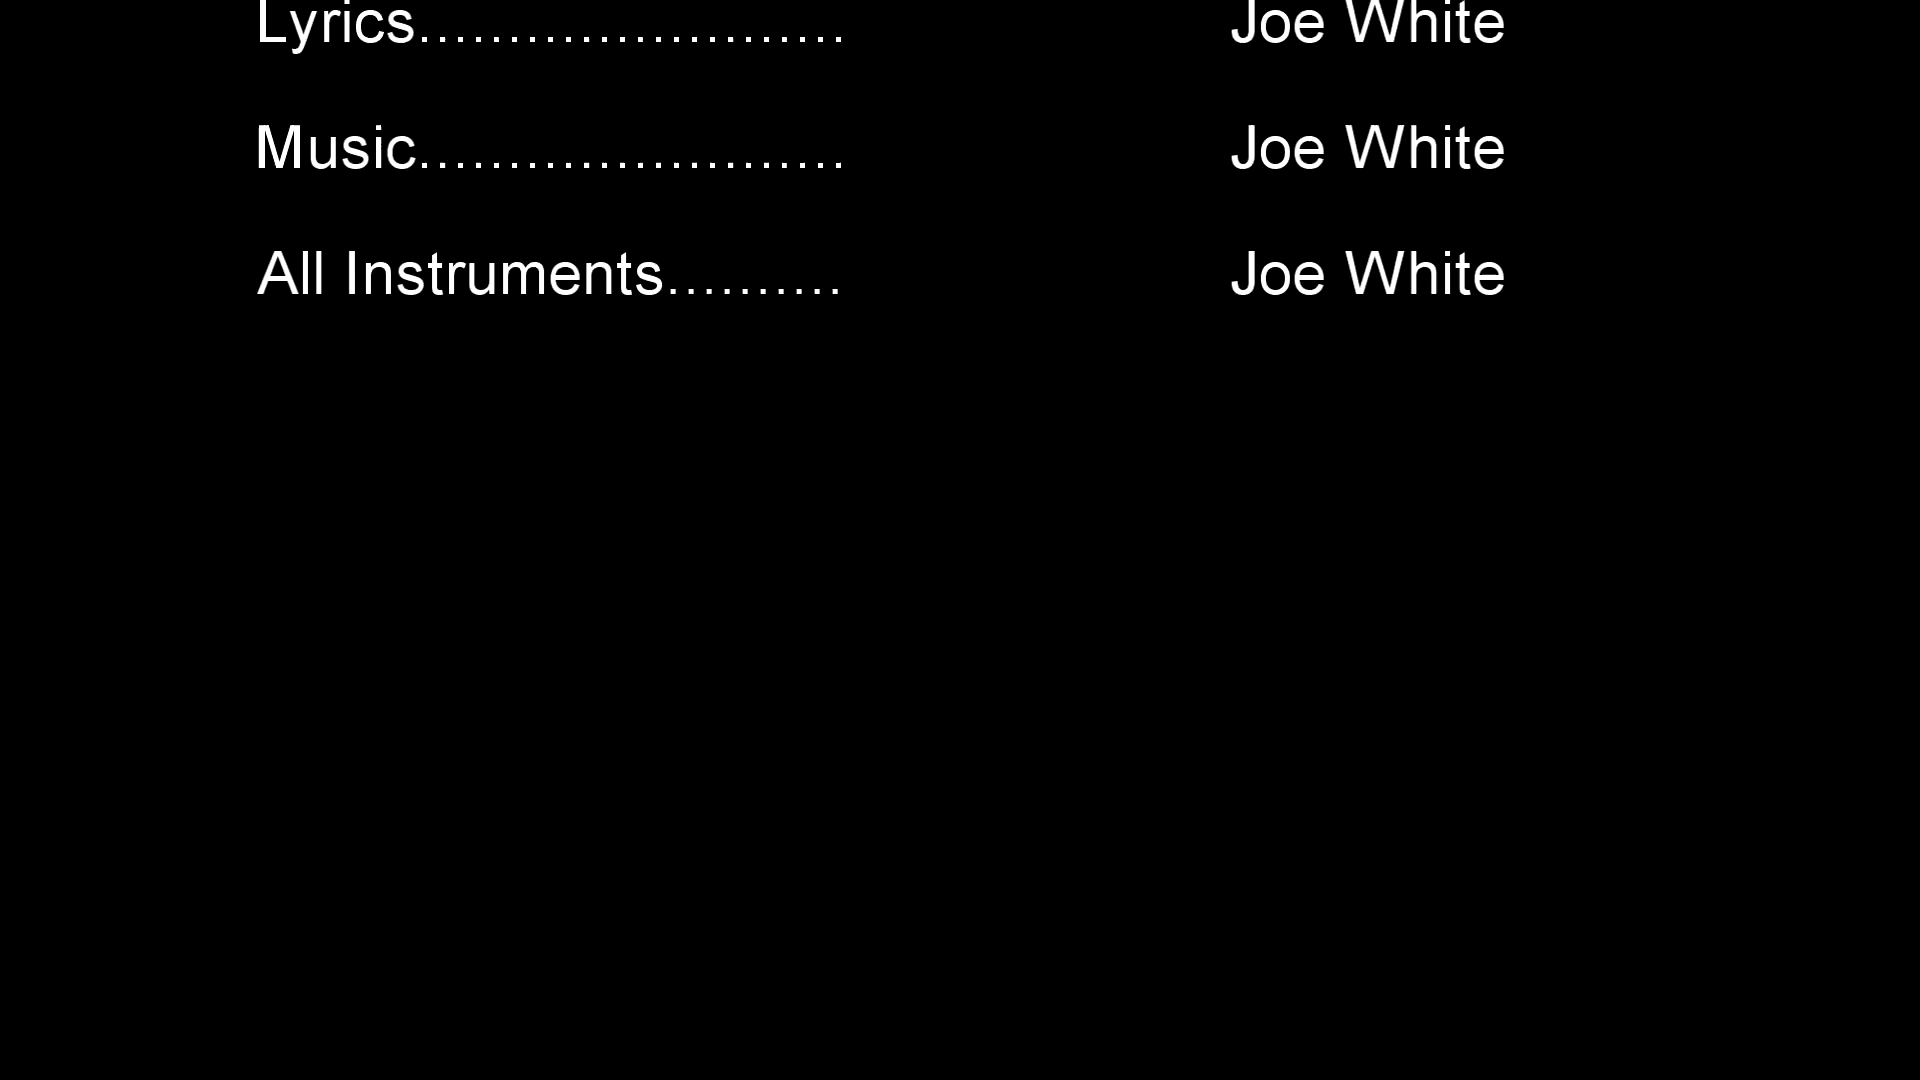 Lyrics........................ Joe White
Music........................ Joe White
All Instruments.......... Joe White